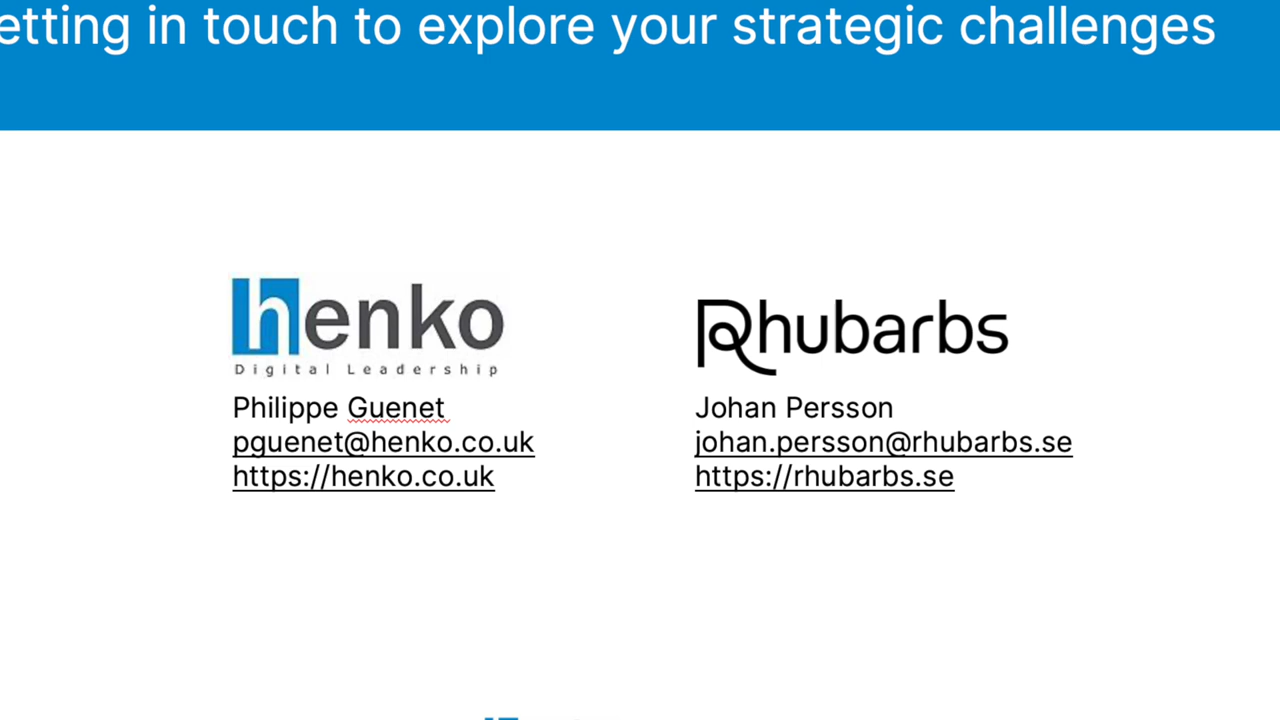 etting in touch to explore your strategic challenges
henko
Digital Leadership
Philippe Guenet
pguenet@henko.co.uk
https://henko.co.uk
Rhubarbs
Johan Persson
johan.persson@rhubarbs.se
https://rhubarbs.se